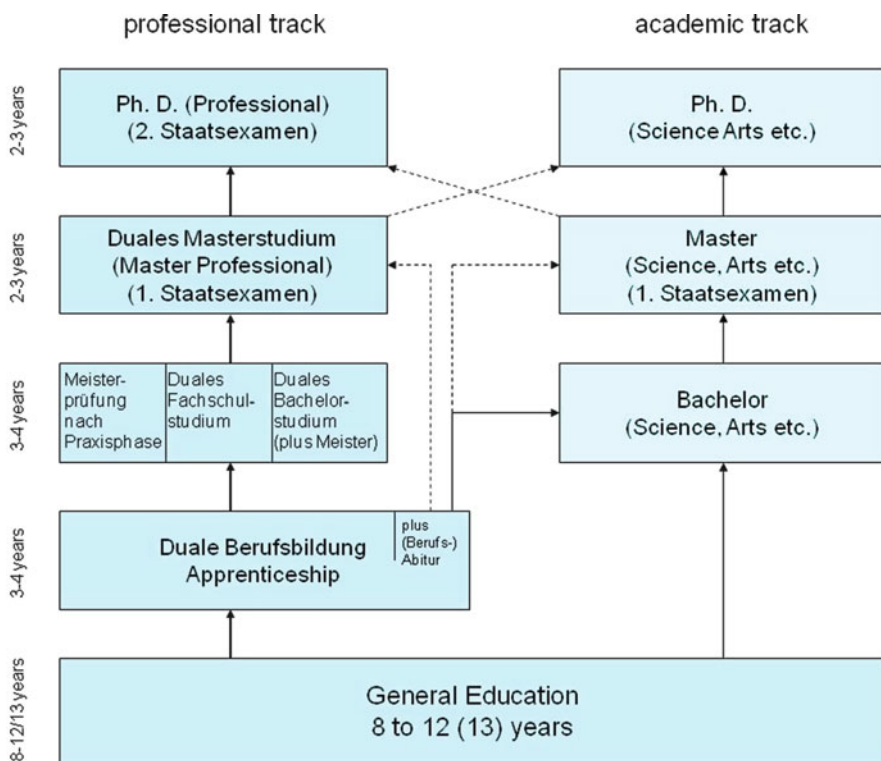 professional track
academic track
2-3 years
Ph. D. (Professional)
(2. Staatsexamen)
Ph. D.
(Science Arts etc.)
2-3 years
Duales Masterstudium
(Master Professional)
(1. Staatsexamen)
Master
(Science, Arts etc.)
(1. Staatsexamen)
3-4 years
Meister-
prüfung
nach
Praxisphase
Duales
Fachschul-
studium
Duales
Bachelor-
studium
(plus Meister)
Bachelor
(Science, Arts etc.)
3-4 years
Duale Berufsbildung
Apprenticeship
plus
(Berufs-)
Abitur
8-12/13 years
General Education
8 to 12 (13) years